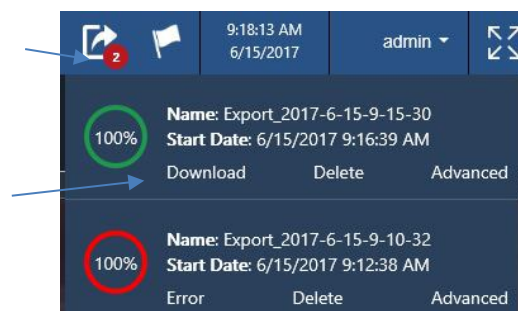 2
9:18:13 AM
6/15/2017
admin
100%
Name: Export_2017-6-15-9-15-30
Start Date: 6/15/2017 9:16:39 AM
Download Delete Advanced
100%
Name: Export_2017-6-15-9-10-32
Start Date: 6/15/2017 9:12:38 AM
Error Delete Advanced